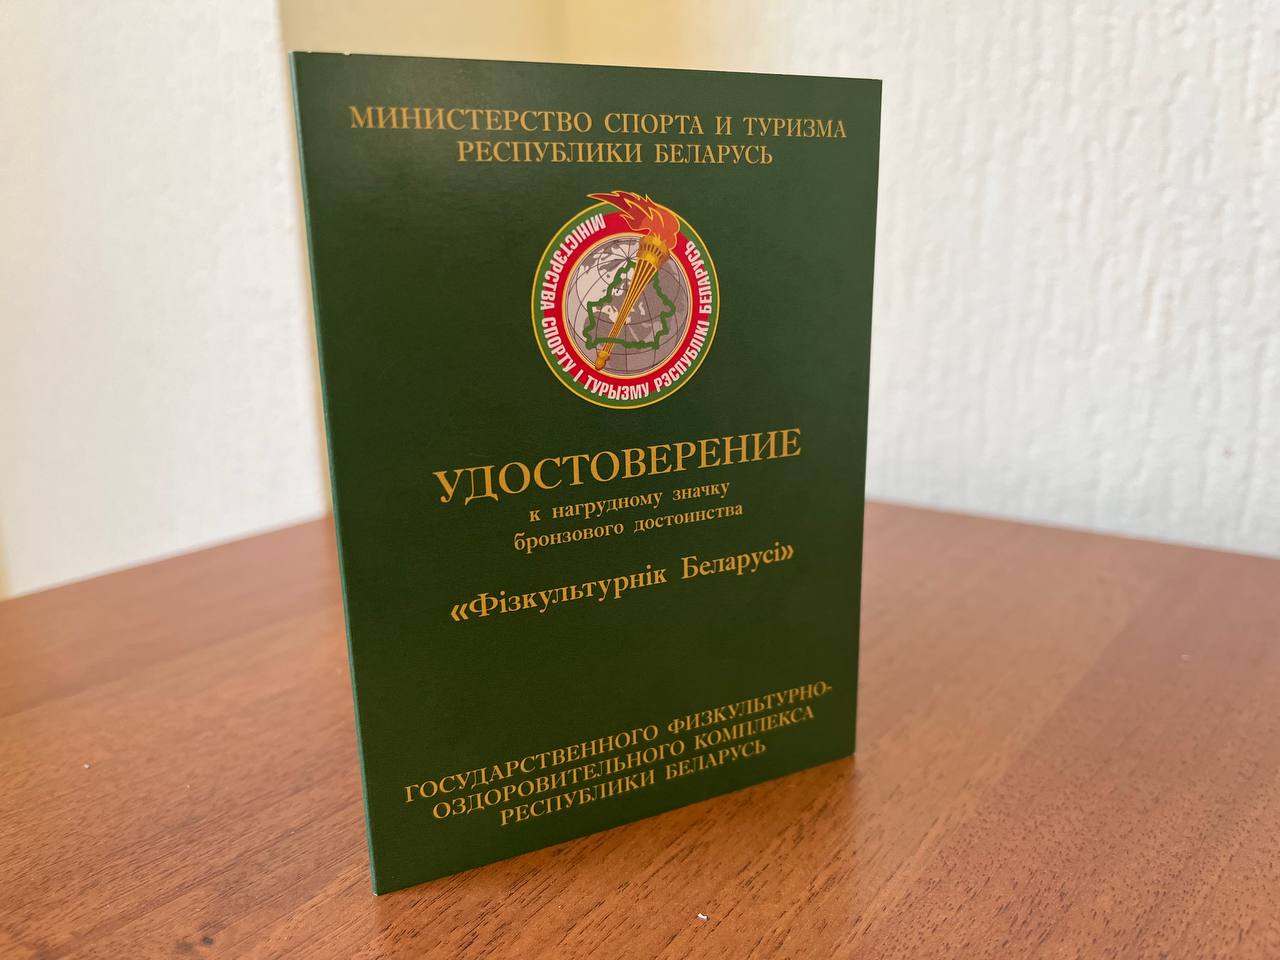 МИНИСТЕРСТВО СПОРТА И ТУРИЗМА
РЕСПУБЛИКИ БЕЛАРУСЬ
МІНІСТЭРСТВА СПОРТУ І ТУРЫЗМУ РЭСПУБЛІКІ БЕЛАРУСЬ
УДОСТОВЕРЕНИЕ
к нагрудному значку
бронзового достоинства
«Фізкультурнік Беларусі»
ГОСУДАРСТВЕННОГО ФИЗКУЛЬТУРНО-
ОЗДОРОВИТЕЛЬНОГО КОМПЛЕКСА
РЕСПУБЛИКИ БЕЛАРУСЬ